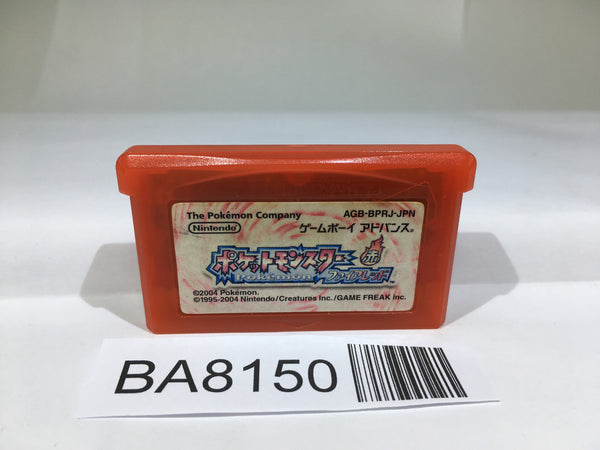 The Pokémon Company AGB-BPRJ-JPN
Nintendo ゲームボーイ アドバンス®
ポケットモンスター
Pokémon ファイアレッド
©2004 Pokémon.
©1995-2004 Nintendo/Creatures Inc./GAME FREAK inc.
BA8150